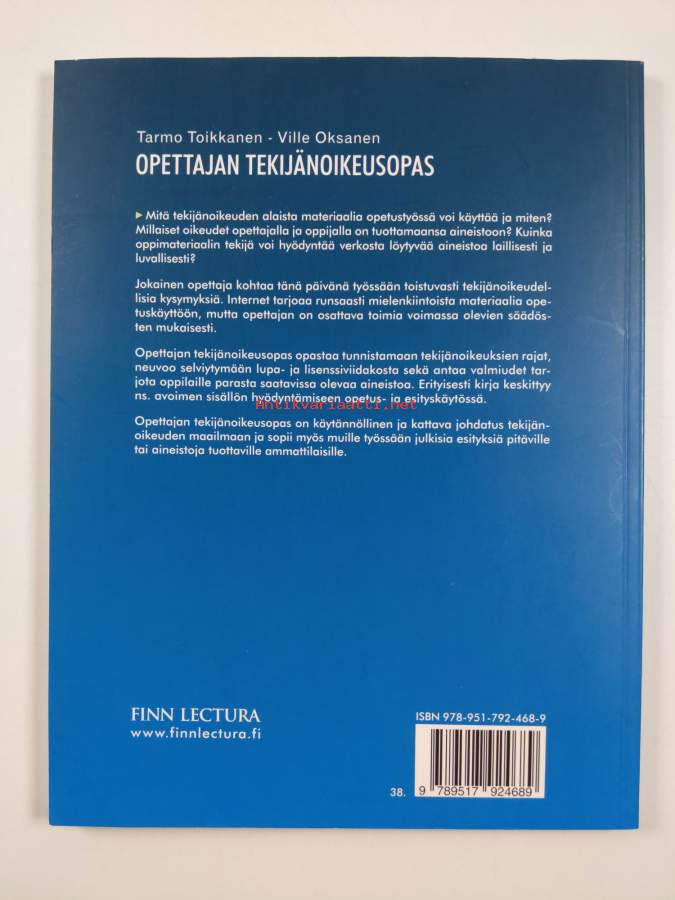 Tarmo Toikkanen - Ville Oksanen
OPETTAJAN TEKIJÄNOIKEUSOPAS
▸ Mitä tekijänoikeuden alaista materiaalia opetustyössä voi käyttää ja miten?
Millaiset oikeudet opettajalla ja oppijalla on tuottamaansa aineistoon? Kuinka
oppimateriaalin tekijä voi hyödyntää verkosta löytyvää aineistoa laillisesti ja
luvallisesti?
Jokainen opettaja kohtaa tänä päivänä työssään toistuvasti tekijänoikeudel-
lisia kysymyksiä. Internet tarjoaa runsaasti mielenkiintoista materiaalia ope-
tuskäyttöön, mutta opettajan on osattava toimia voimassa olevien säädös-
ten mukaisesti.
Opettajan tekijänoikeusopas opastaa tunnistamaan tekijänoikeuksien rajat,
neuvoo selviytymään lupa- ja lisenssiviidakosta sekä antaa valmiudet tar-
jota oppilaille parasta saatavissa olevaa aineistoa. Erityisesti kirja keskittyy
ns. avoimen sisällön hyödyntämiseen opetus- ja esityskäytössä.
Antikvariaatti.net
Opettajan tekijänoikeusopas on käytännöllinen ja kattava johdatus tekijän-
oikeuden maailmaan ja sopii myös muille työssään julkisia esityksiä pitäville
tai aineistoja tuottaville ammattilaisille.
FINN LECTURA
www.finnlectura.fi
ISBN 978-951-792-468-9
38.
9 789517 924689